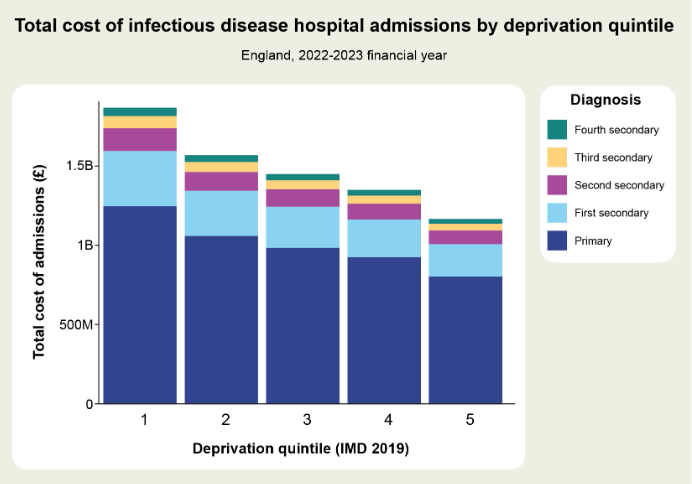 Total cost of infectious disease hospital admissions by deprivation quintile
England, 2022-2023 financial year
Total cost of admissions (£)
1.5B
1B
500M
0
1
2
3
4
5
Deprivation quintile (IMD 2019)
Diagnosis
Fourth secondary
Third secondary
Second secondary
First secondary
Primary